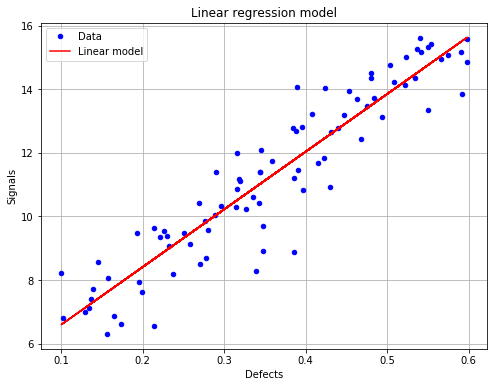 Linear regression model
Data
Linear model
Signals
16
14
12
10
8
6
0.1 0.2 0.3 0.4 0.5 0.6
Defects